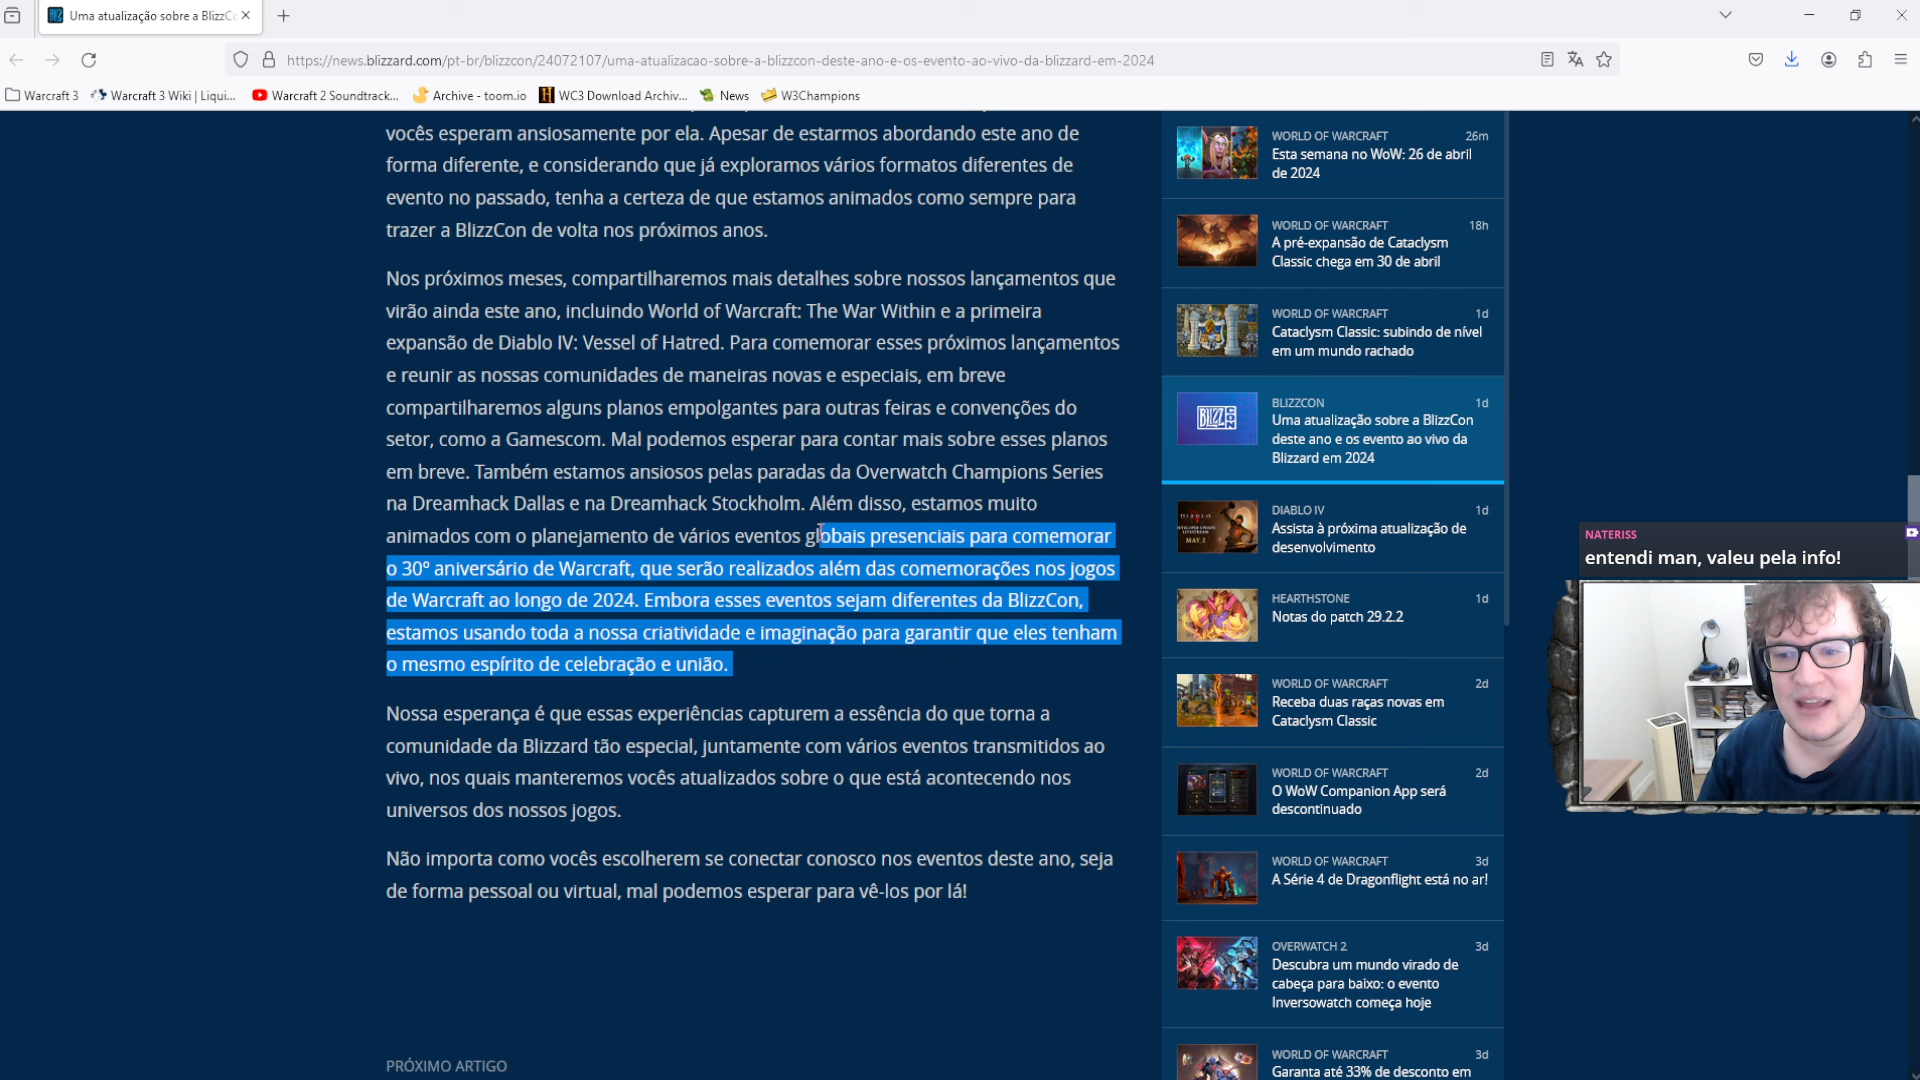 Uma atualização sobre a BlizzC
https://news.blizzard.com/pt-br/blizzcon/24072107/uma-atualizacao-sobre-a-blizzcon-deste-ano-e-os-evento-ao-vivo-da-blizzard-em-2024
Warcraft 3
Warcraft 3 Wiki | Liqui...
Warcraft 2 Soundtrack...
Archive - toom.io
WC3 Download Archiv...
News
W3Champions
vocês esperam ansiosamente por ela. Apesar de estarmos abordando este ano de
forma diferente, e considerando que já exploramos vários formatos diferentes de
evento no passado, tenha a certeza de que estamos animados como sempre para
trazer a BlizzCon de volta nos próximos anos.
Nos próximos meses, compartilharemos mais detalhes sobre nossos lançamentos que
virão ainda este ano, incluindo World of Warcraft: The War Within e a primeira
expansão de Diablo IV: Vessel of Hatred. Para comemorar esses próximos lançamentos
e reunir as nossas comunidades de maneiras novas e especiais, em breve
compartilharemos alguns planos empolgantes para outras feiras e convenções do
setor, como a Gamescom. Mal podemos esperar para contar mais sobre esses planos
em breve. Também estamos ansiosos pelas paradas da Overwatch Champions Series
na Dreamhack Dallas e na Dreamhack Stockholm. Além disso, estamos muito
animados com o planejamento de vários eventos globais presenciais para comemorar
o 30º aniversário de Warcraft, que serão realizados além das comemorações nos jogos
de Warcraft ao longo de 2024. Embora esses eventos sejam diferentes da BlizzCon,
estamos usando toda a nossa criatividade e imaginação para garantir que eles tenham
o mesmo espírito de celebração e união.
Nossa esperança é que essas experiências capturem a essência do que torna a
comunidade da Blizzard tão especial, juntamente com vários eventos transmitidos ao
vivo, nos quais manteremos vocês atualizados sobre o que está acontecendo nos
universos dos nossos jogos.
Não importa como vocês escolherem se conectar conosco nos eventos deste ano, seja
de forma pessoal ou virtual, mal podemos esperar para vê-los por lá!
PRÓXIMO ARTIGO
WORLD OF WARCRAFT 26m
Esta semana no WoW: 26 de abril
de 2024
WORLD OF WARCRAFT 18h
A pré-expansão de Cataclysm
Classic chega em 30 de abril
WORLD OF WARCRAFT 1d
Cataclysm Classic: subindo de nível
em um mundo rachado
BLIZZ CON
BLIZZCON 1d
Uma atualização sobre a BlizzCon
deste ano e os evento ao vivo da
Blizzard em 2024
DIABLO IV 1d
Assista à próxima atualização de
desenvolvimento
HEARTHSTONE 1d
Notas do patch 29.2.2
WORLD OF WARCRAFT 2d
Receba duas raças novas em
Cataclysm Classic
WORLD OF WARCRAFT 2d
O WoW Companion App será
descontinuado
WORLD OF WARCRAFT 3d
A Série 4 de Dragonflight está no ar!
OVERWATCH 2 3d
Descubra um mundo virado de
cabeça para baixo: o evento
Inversowatch começa hoje
WORLD OF WARCRAFT 3d
Garanta até 33% de desconto em
NATERISS
entendi man, valeu pela info!